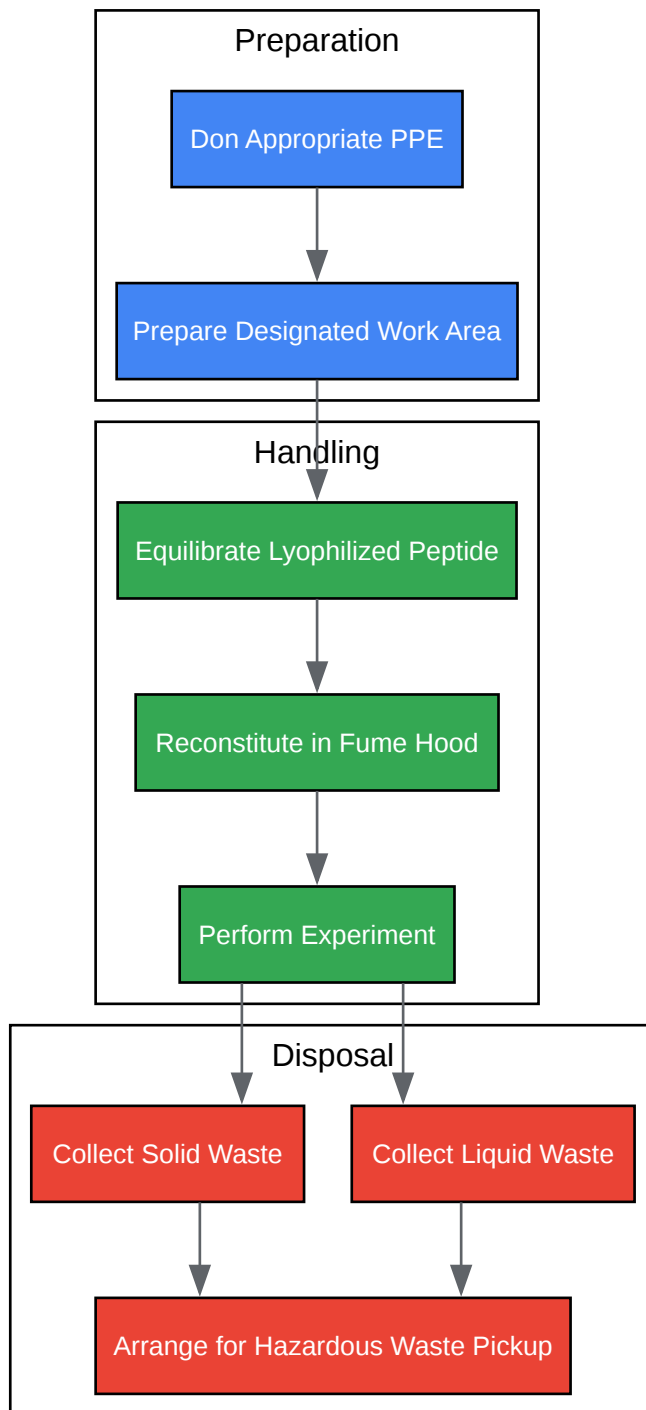 Preparation
Don Appropriate PPE
Prepare Designated Work Area
Handling
Equilibrate Lyophilized Peptide
Reconstitute in Fume Hood
Perform Experiment
Disposal
Collect Solid Waste
Collect Liquid Waste
Arrange for Hazardous Waste Pickup